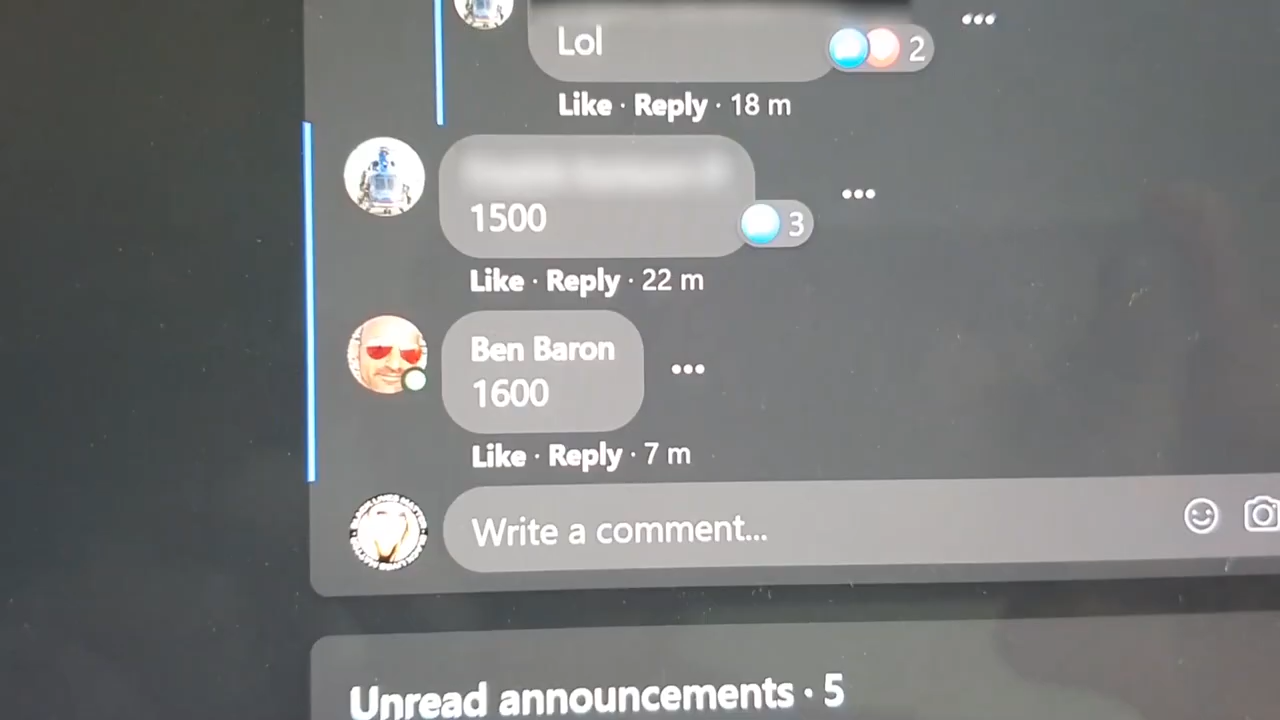 Lol
2
Like · Reply · 18 m
1500
3
Like · Reply · 22 m
Ben Baron
1600
Like · Reply · 7 m
Write a comment...
Unread announcements · 5